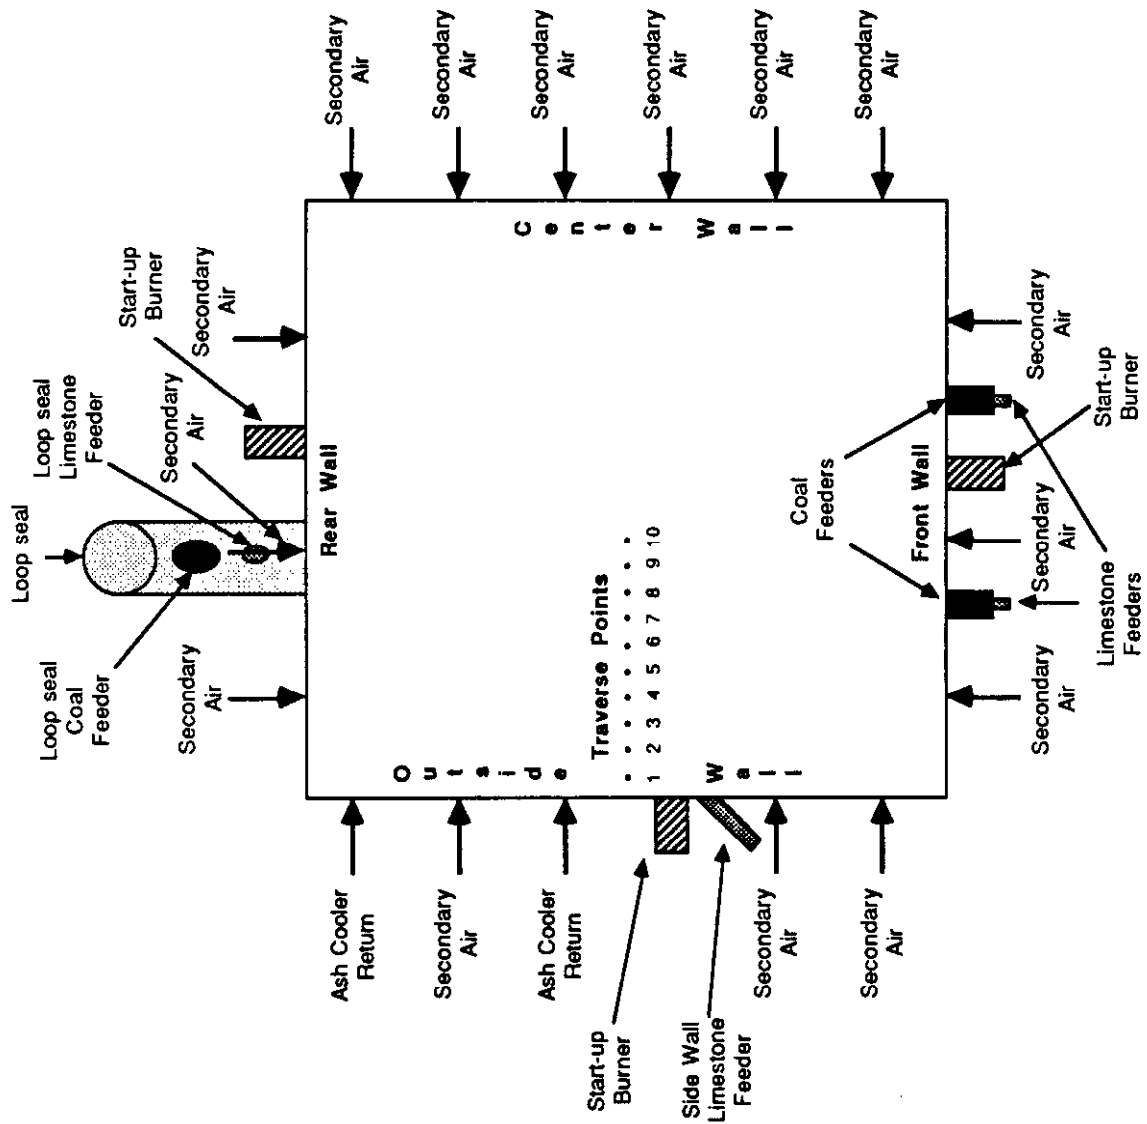 Loop seal
Loop seal
Coal
Feeder
Loop seal
Limestone
Feeder
Start-up
Burner
Secondary
Air
Secondary
Air
Secondary
Air
Rear Wall
Ash Cooler
Return
Secondary
Air
Ash Cooler
Return
Start-up
Burner
Side Wall
Limestone
Feeder
Secondary
Air
Secondary
Air
Outside Wall
Traverse Points
1 2 3 4 5 6 7 8 9 10
Center Wall
Secondary
Air
Secondary
Air
Secondary
Air
Secondary
Air
Secondary
Air
Secondary
Air
Coal
Feeders
Front Wall
Secondary
Air
Secondary
Air
Secondary
Air
Limestone
Feeders
Start-up
Burner